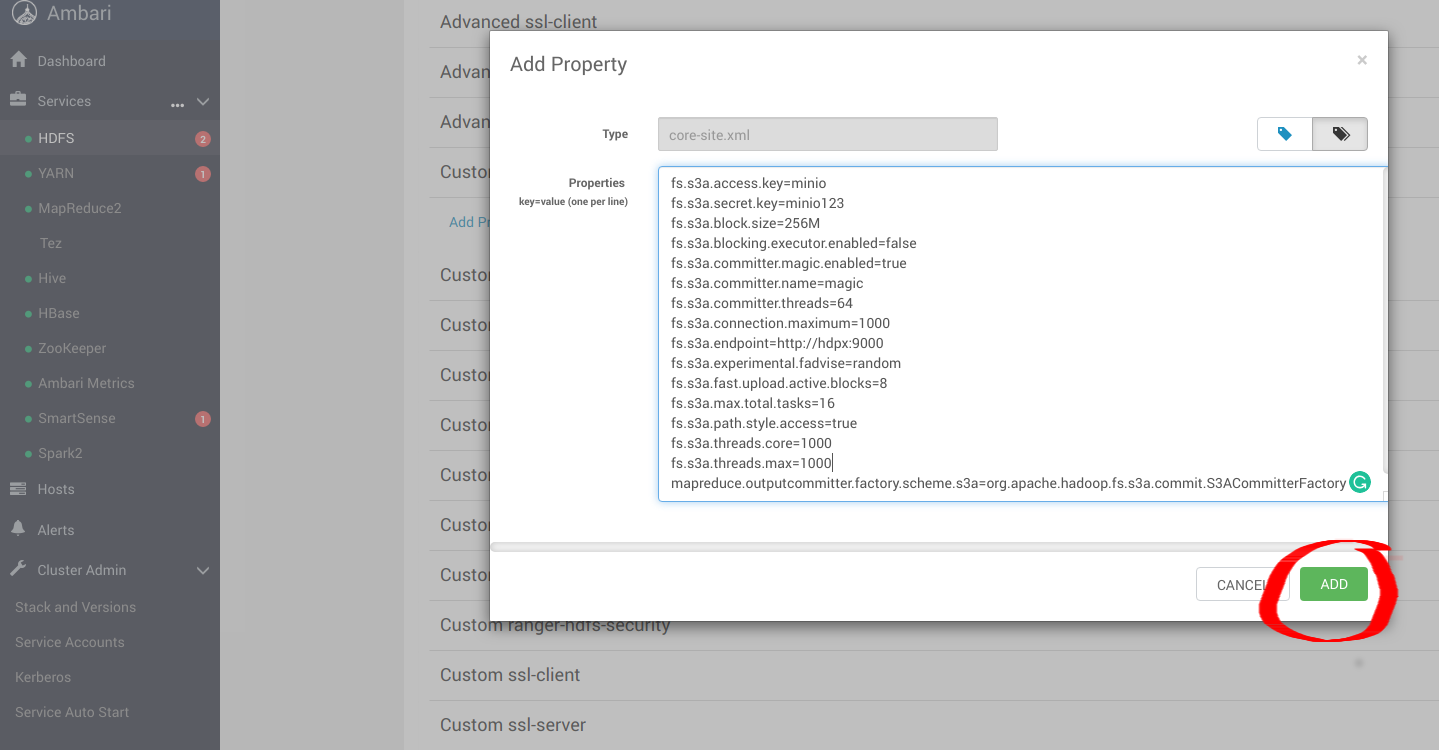 Ambari
Dashboard
Services
...
HDFS
2
YARN
1
MapReduce2
Tez
Hive
HBase
ZooKeeper
Ambari Metrics
SmartSense
1
Spark2
Hosts
Alerts
Cluster Admin
Stack and Versions
Service Accounts
Kerberos
Service Auto Start
Advanced ssl-client
Advan
Advan
Custo
Add Pr
Custo
Custo
Custo
Custo
Custo
Custo
Custo
Custom ranger-hdfs-security
Custom ssl-client
Custom ssl-server
Add Property
×
Type
core-site.xml
Properties
key=value (one per line)
fs.s3a.access.key=minio
fs.s3a.secret.key=minio123
fs.s3a.block.size=256M
fs.s3a.blocking.executor.enabled=false
fs.s3a.committer.magic.enabled=true
fs.s3a.committer.name=magic
fs.s3a.committer.threads=64
fs.s3a.connection.maximum=1000
fs.s3a.endpoint=http://hdpx:9000
fs.s3a.experimental.fadvise=random
fs.s3a.fast.upload.active.blocks=8
fs.s3a.max.total.tasks=16
fs.s3a.path.style.access=true
fs.s3a.threads.core=1000
fs.s3a.threads.max=1000
mapreduce.outputcommitter.factory.scheme.s3a=org.apache.hadoop.fs.s3a.commit.S3ACommitterFactory
CANCEL
ADD